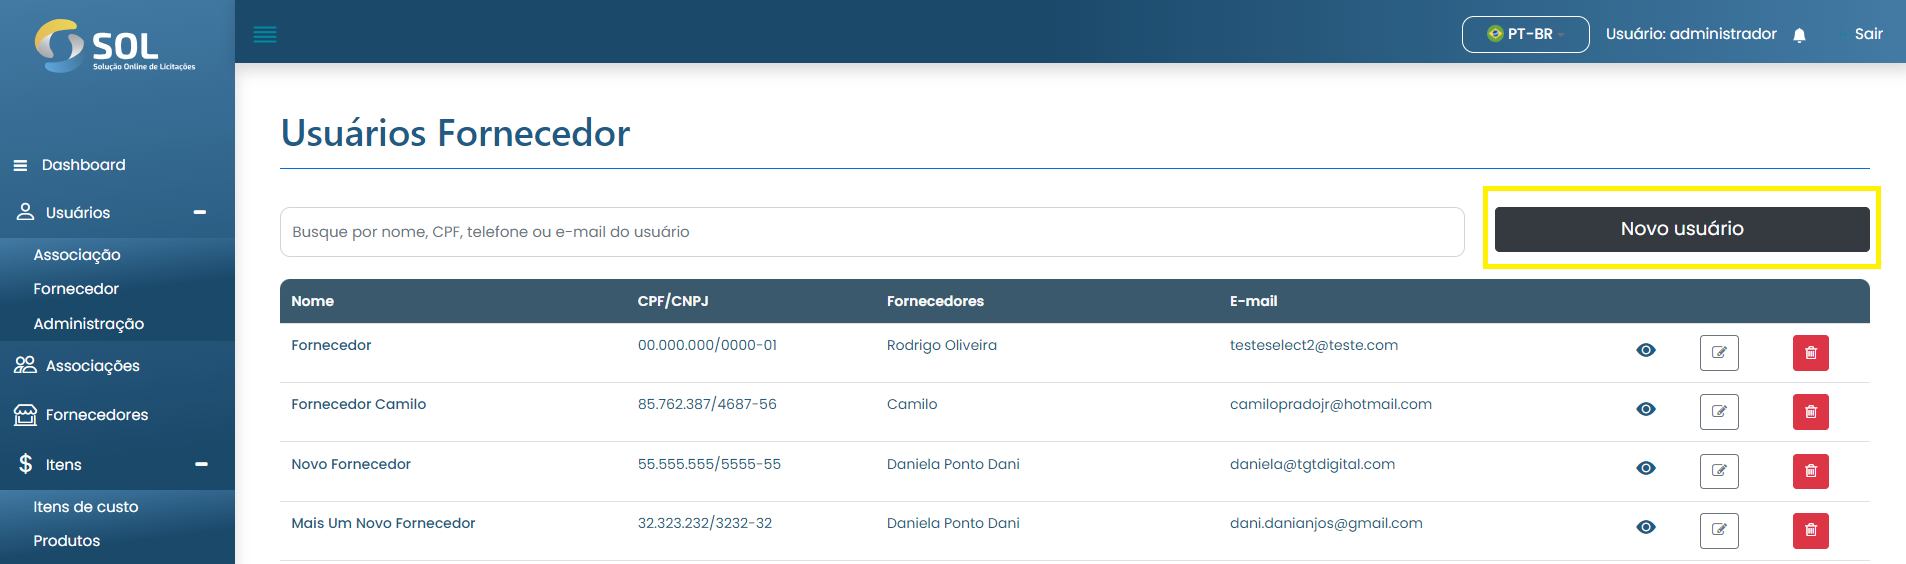 SOL
Solução Online de Licitações
PT-BR
Usuário: administrador
Sair
Dashboard
Usuários
Associação
Fornecedor
Administração
Associações
Fornecedores
Itens
Itens de custo
Produtos
Usuários Fornecedor
Busque por nome, CPF, telefone ou e-mail do usuário
Novo usuário
Nome CPF/CNPJ Fornecedores E-mail
Fornecedor 00.000.000/0000-01 Rodrigo Oliveira testeselect2@teste.com
Fornecedor Camilo 85.762.387/4687-56 Camilo camilopradojr@hotmail.com
Novo Fornecedor 55.555.555/5555-55 Daniela Ponto Dani daniela@tgtdigital.com
Mais Um Novo Fornecedor 32.323.232/3232-32 Daniela Ponto Dani dani.danianjos@gmail.com